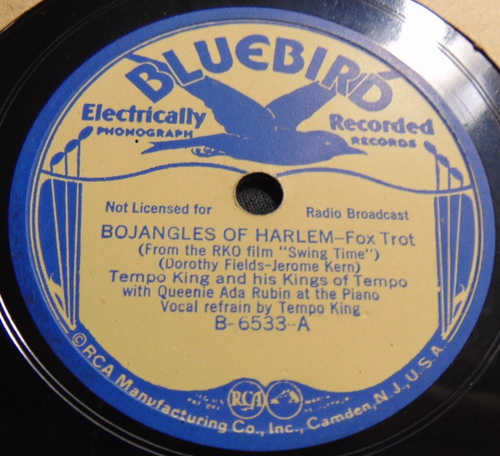 BLUEBIRD
Electrically Recorded
PHONOGRAPH RECORDS
Not Licensed for Radio Broadcast
BOJANGLES OF HARLEM-Fox Trot
(From the RKO film "Swing Time")
(Dorothy Fields-Jerome Kern)
Tempo King and his Kings of Tempo
with Queenie Ada Rubin at the Piano
Vocal refrain by Tempo King
B-6533-A
RCA
©RCA Manufacturing Co., Inc., Camden, N.J., U.S.A.